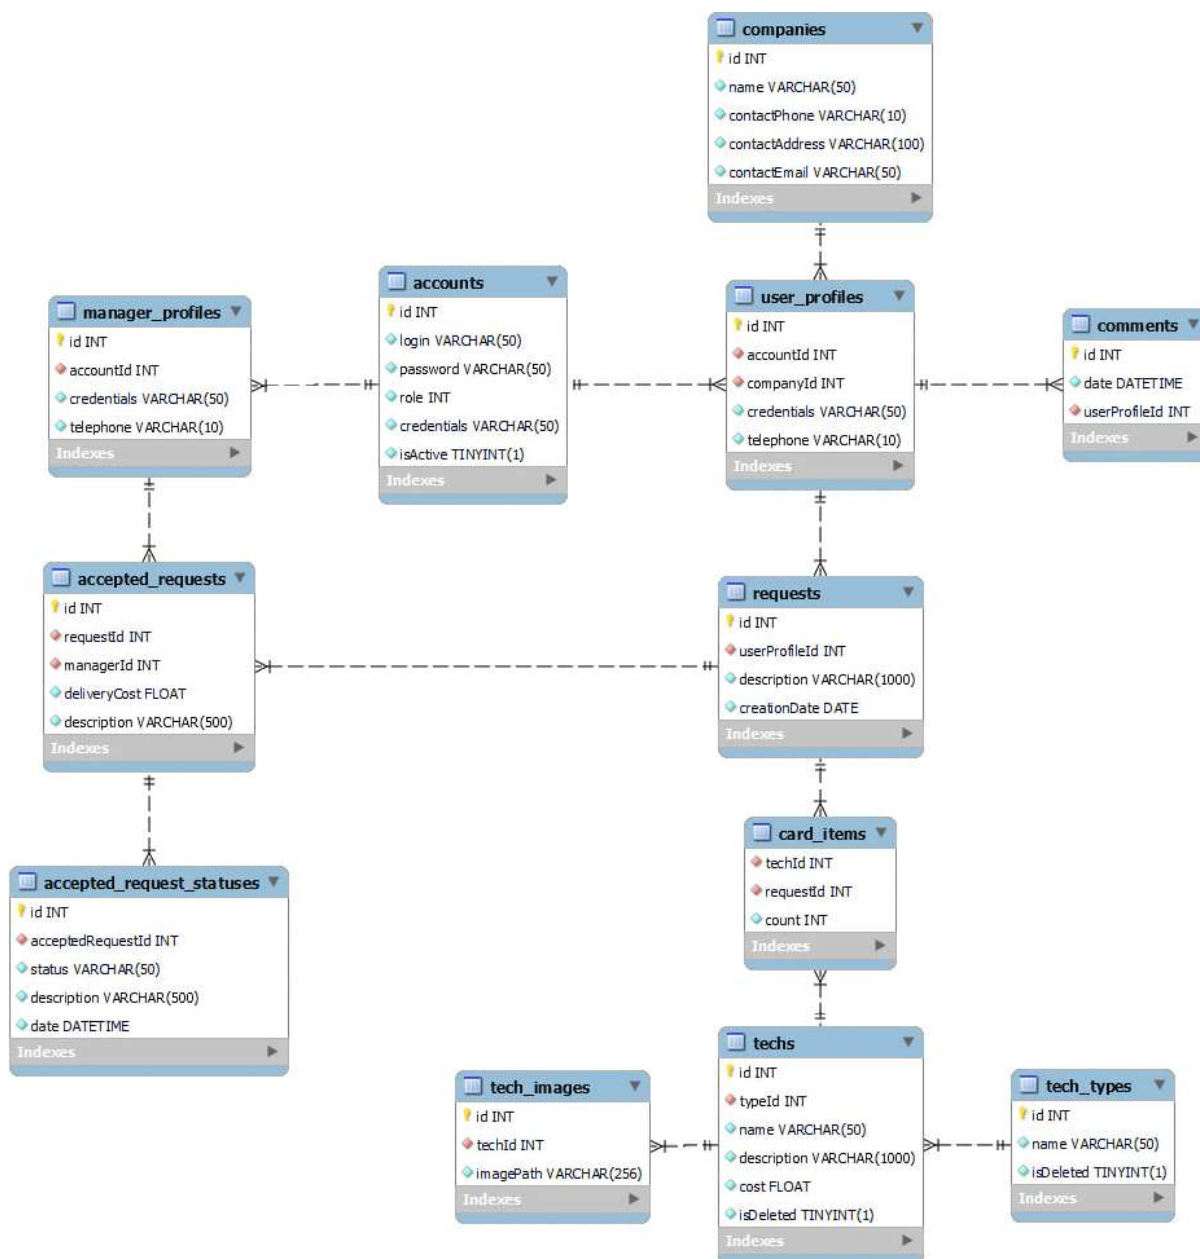 companies
id INT
name VARCHAR(50)
contactPhone VARCHAR(10)
contactAddress VARCHAR(100)
contactEmail VARCHAR(50)
Indexes
manager_profiles
id INT
accountId INT
credentials VARCHAR(50)
telephone VARCHAR(10)
Indexes
accounts
id INT
login VARCHAR(50)
password VARCHAR(50)
role INT
credentials VARCHAR(50)
isActive TINYINT(1)
Indexes
user_profiles
id INT
accountId INT
companyId INT
credentials VARCHAR(50)
telephone VARCHAR(10)
Indexes
comments
id INT
date DATETIME
userProfileId INT
Indexes
accepted_requests
id INT
requestId INT
managerId INT
deliveryCost FLOAT
description VARCHAR(500)
Indexes
requests
id INT
userProfileId INT
description VARCHAR(1000)
creationDate DATE
Indexes
card_items
techId INT
requestId INT
count INT
Indexes
accepted_request_statuses
id INT
acceptedRequestId INT
status VARCHAR(50)
description VARCHAR(500)
date DATETIME
Indexes
tech_images
id INT
techId INT
imagePath VARCHAR(256)
Indexes
techs
id INT
typeId INT
name VARCHAR(50)
description VARCHAR(1000)
cost FLOAT
isDeleted TINYINT(1)
Indexes
tech_types
id INT
name VARCHAR(50)
isDeleted TINYINT(1)
Indexes